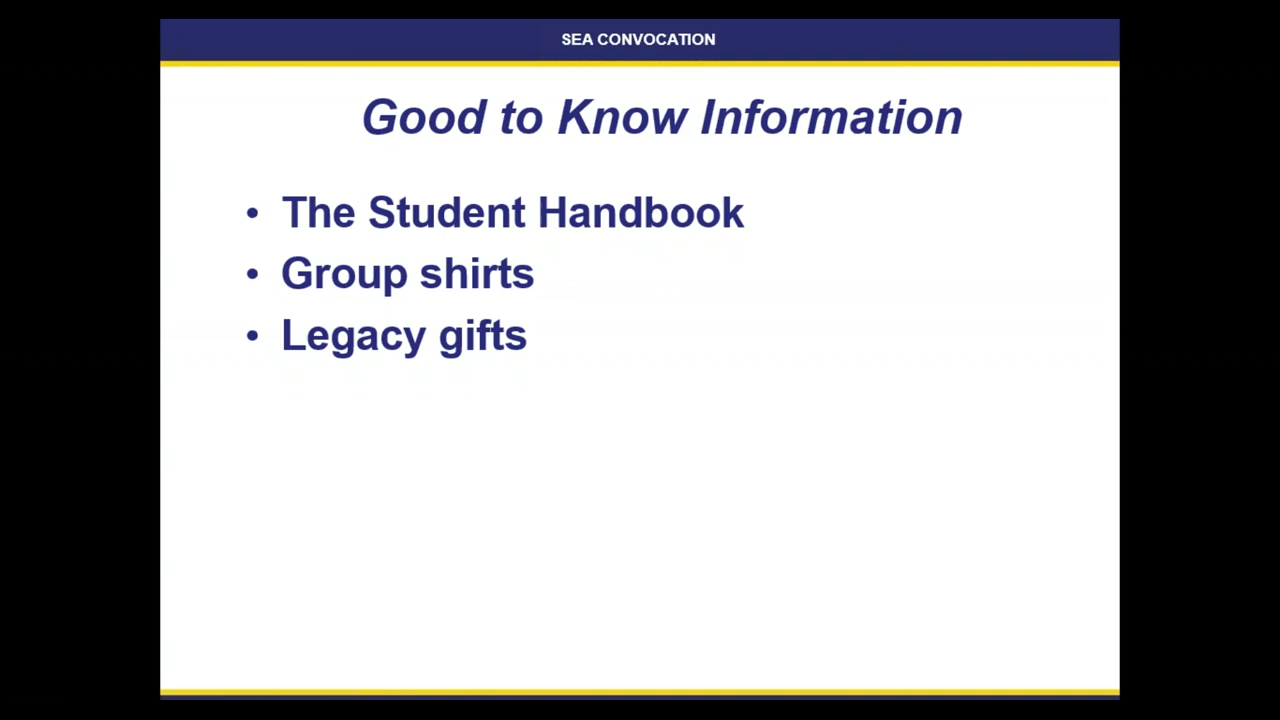 SEA CONVOCATION
Good to Know Information
• The Student Handbook
• Group shirts
• Legacy gifts